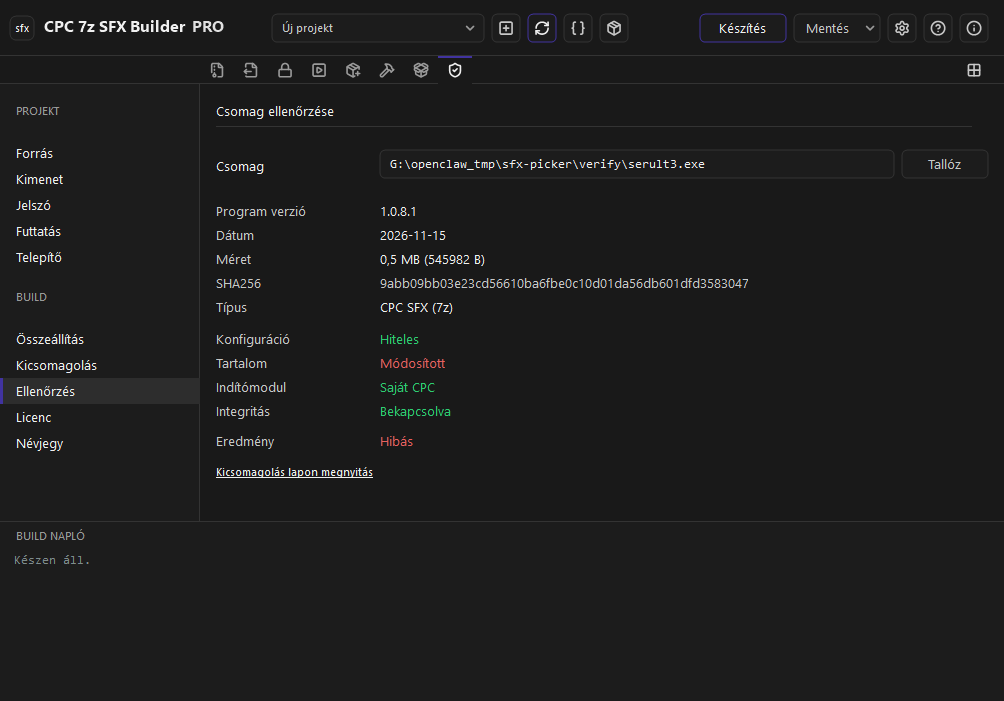 sfx CPC 7z SFX Builder PRO Új projekt { } Készítés Mentés
PROJEKT
Forrás
Kimenet
Jelszó
Futtatás
Telepítő
BUILD
Összeállítás
Kicsomagolás
Ellenőrzés
Licenc
Névjegy
Csomag ellenőrzése
Csomag G:\openclaw_tmp\sfx-picker\verify\serult3.exe Tallóz
Program verzió 1.0.8.1
Dátum 2026-11-15
Méret 0,5 MB (545982 B)
SHA256 9abb09bb03e23cd56610ba6fbe0c10d01da56db601dfd3583047
Típus CPC SFX (7z)
Konfiguráció Hiteles
Tartalom Módosított
Indítómodul Saját CPC
Integritás Bekapcsolva
Eredmény Hibás
Kicsomagolás lapon megnyitás
BUILD NAPLÓ
Készen áll.